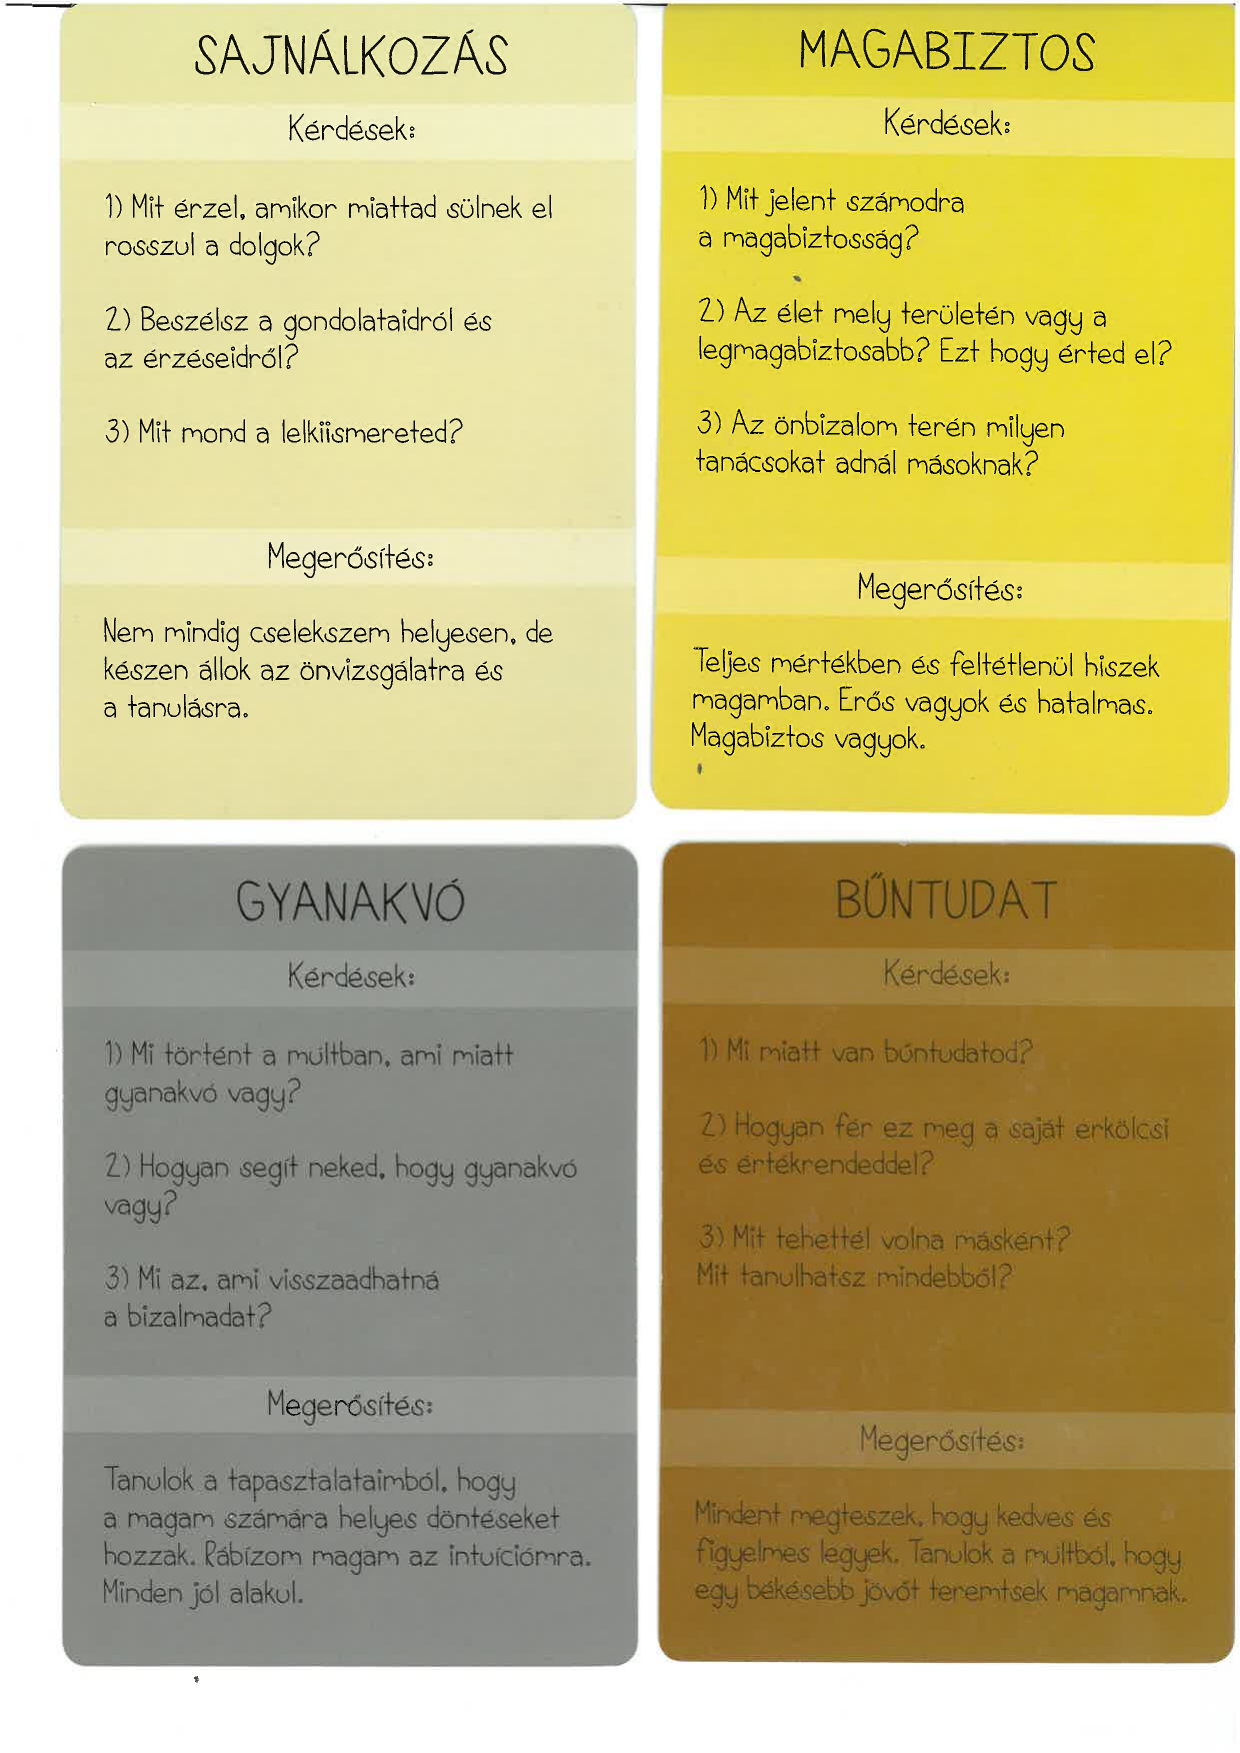 SAJNÁLKOZÁS
Kérdések:
1) Mit érzel, amikor miattad sülnek el
rosszul a dolgok?
2) Beszélsz a gondolataidról és
az érzéseidről?
3) Mit mond a lelkiismereted?
Megerősítés:
Nem mindig cselekszem helyesen, de
készen állok az önvizsgálatra és
a tanulásra.
MAGABIZTOS
Kérdések:
1) Mit jelent számodra
a magabiztosság?
2) Az élet mely területén vagy a
legmagabiztosabb? Ezt hogy érted el?
3) Az önbizalom terén milyen
tanácsokat adnál másoknak?
Megerősítés:
Teljes mértékben és feltétlenül hiszek
magamban. Erős vagyok és hatalmas.
Magabiztos vagyok.
GYANAKVÓ
Kérdések:
1) Mi történt a múltban, ami miatt
gyanakvó vagy?
2) Hogyan segít neked, hogy gyanakvó
vagy?
3) Mi az, ami visszaadhatná
a bizalmadat?
Megerősítés:
Tanulok a tapasztalataimból, hogy
a magam számára helyes döntéseket
hozzak. Rábízom magam az intuíciómra.
Minden jól alakul.
BŰNTUDAT
Kérdések:
1) Mi miatt van bűntudatod?
2) Hogyan fér ez meg a saját erkölcsi
és értékrendeddel?
3) Mit tehettél volna másként?
Mit tanulhatsz mindebből?
Megerősítés:
Mindent megteszek, hogy kedves és
figyelmes legyek. Tanulok a múltból, hogy
egy békésebb jövőt teremtsek magamnak.